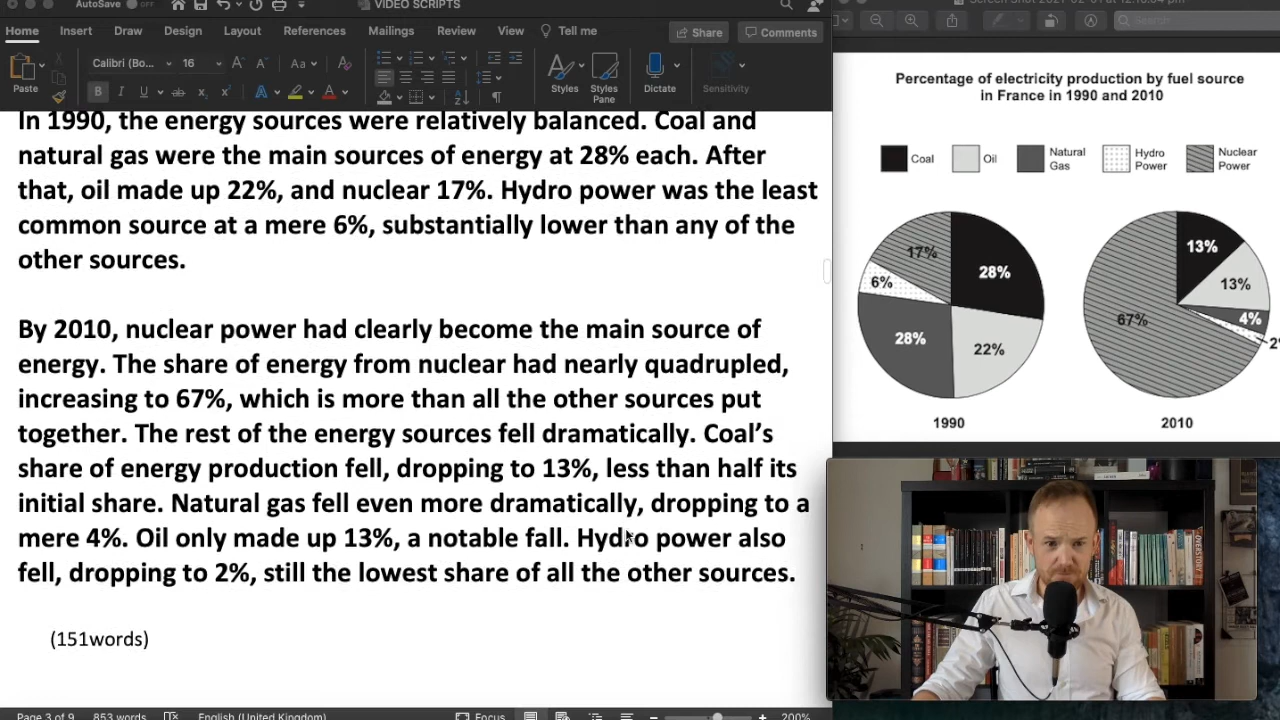 AutoSave OFF
VIDEO SCRIPTS
Home Insert Draw Design Layout References Mailings Review View Tell me
Share Comments
Paste
Calibri (Bo... 16
Styles
Styles Pane
Dictate
Sensitivity
In 1990, the energy sources were relatively balanced. Coal and
natural gas were the main sources of energy at 28% each. After
that, oil made up 22%, and nuclear 17%. Hydro power was the least
common source at a mere 6%, substantially lower than any of the
other sources.
By 2010, nuclear power had clearly become the main source of
energy. The share of energy from nuclear had nearly quadrupled,
increasing to 67%, which is more than all the other sources put
together. The rest of the energy sources fell dramatically. Coal’s
share of energy production fell, dropping to 13%, less than half its
initial share. Natural gas fell even more dramatically, dropping to a
mere 4%. Oil only made up 13%, a notable fall. Hydro power also
fell, dropping to 2%, still the lowest share of all the other sources.
(151words)
Page 3 of 9 853 words English (United Kingdom) Focus 200%
Search
Percentage of electricity production by fuel source
in France in 1990 and 2010
Coal
Oil
Natural
Gas
Hydro
Power
Nuclear
Power
17%
28%
6%
28%
22%
1990
13%
13%
4%
67%
2010